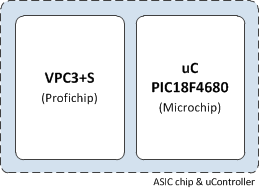 VPC3+S
(Profichip)
uC
PIC18F4680
(Microchip)
ASIC chip & uController